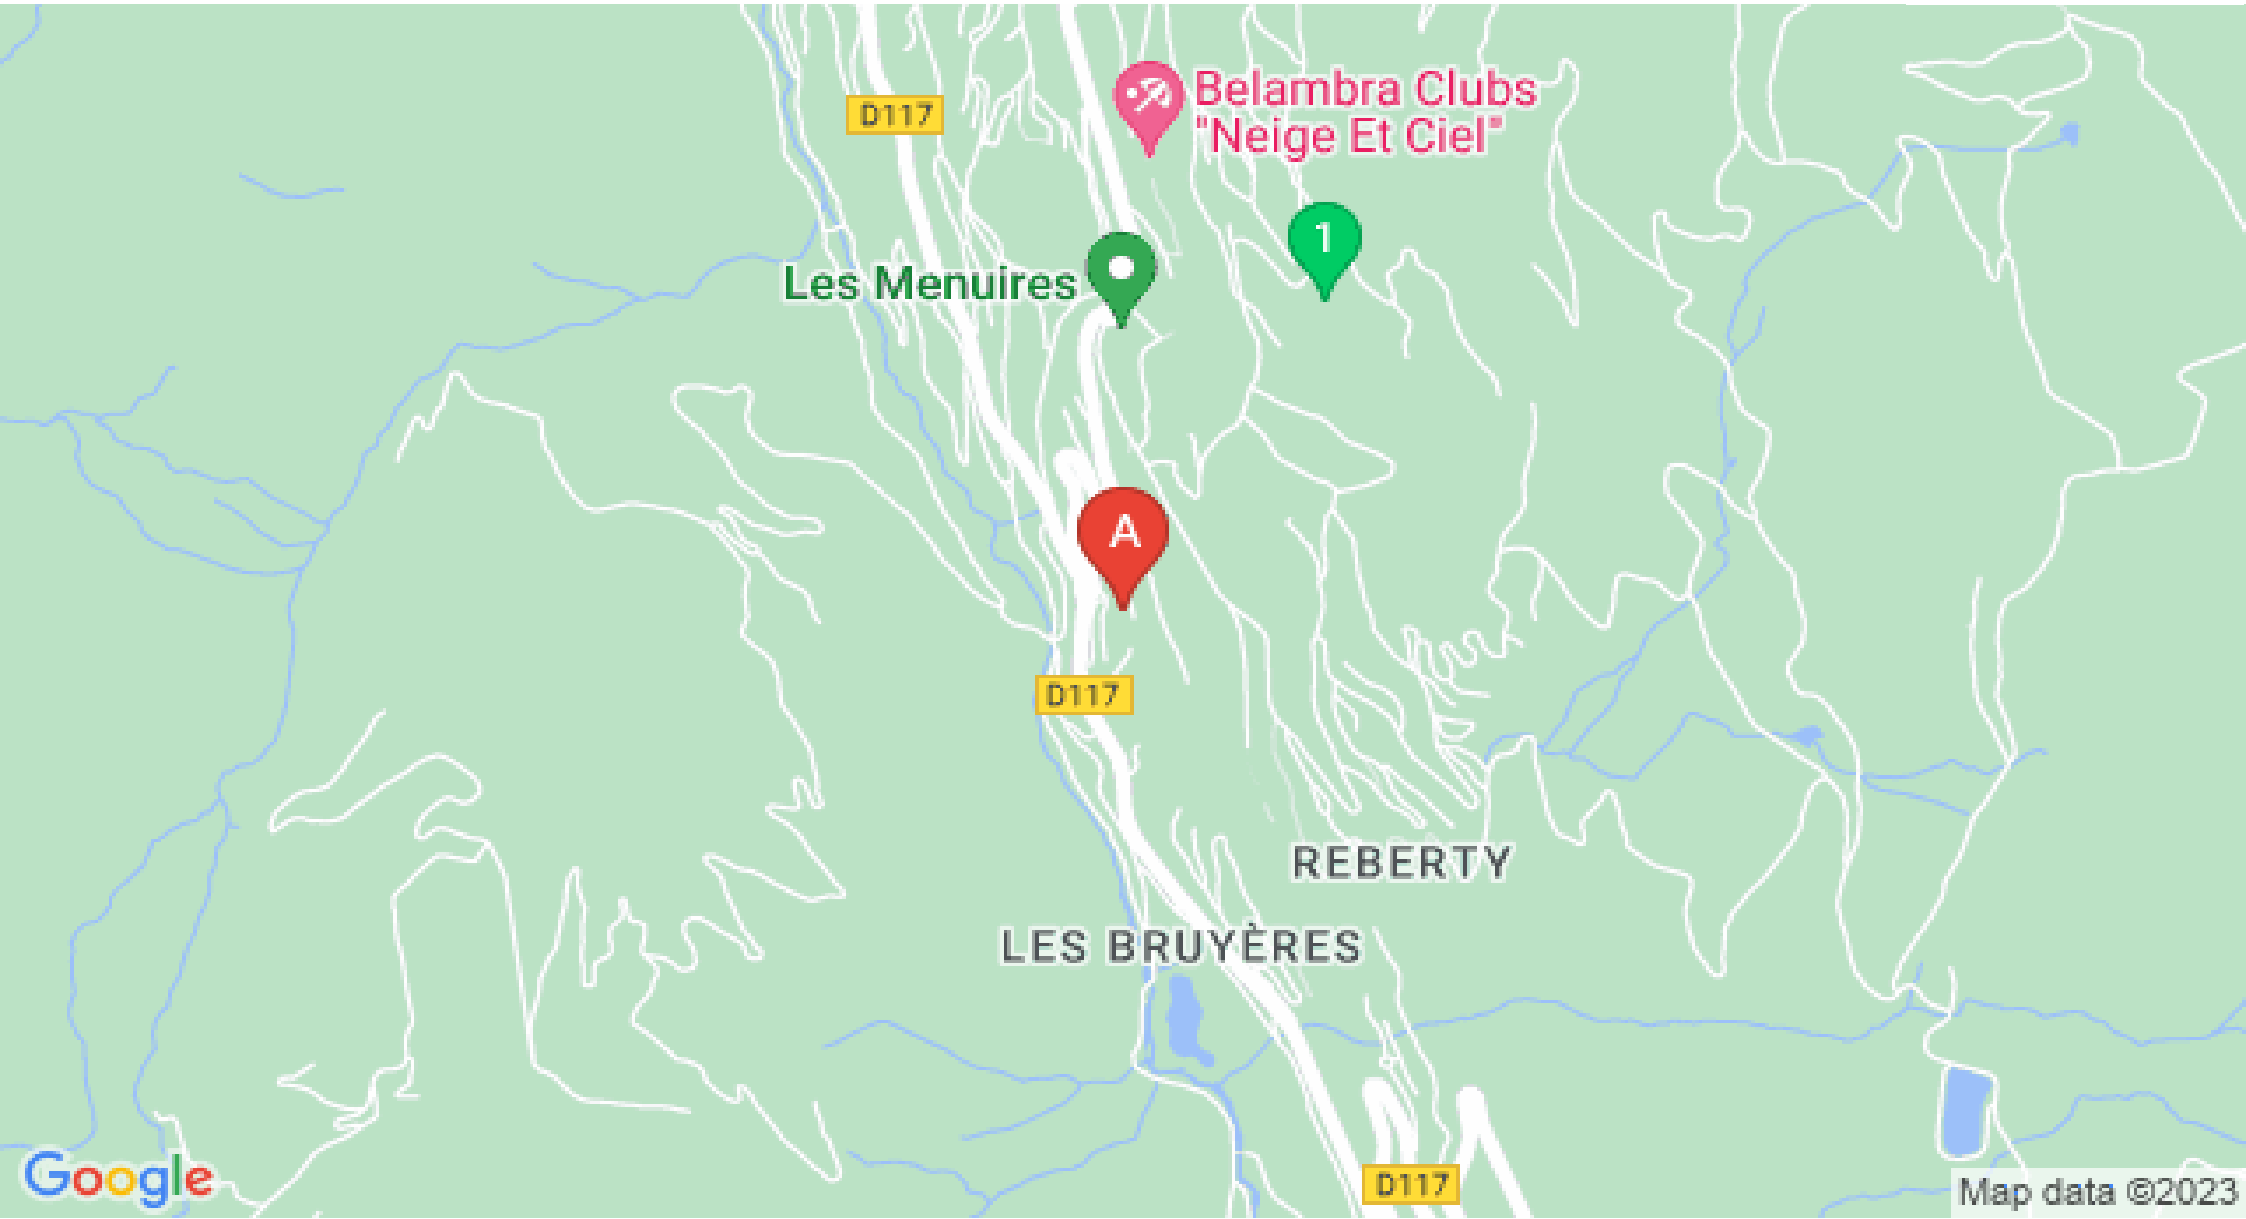 Belambra Clubs
"Neige Et Ciel"
D117
1
Les Menuires
A
D117
REBERTY
LES BRUYÈRES
D117
Google
Map data ©2023